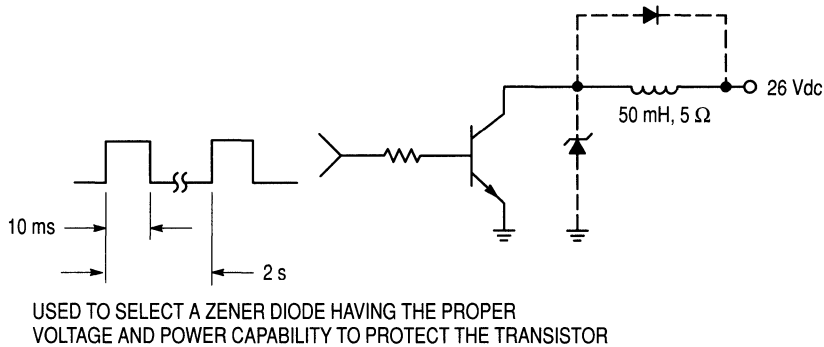 26 Vdc
50 mH, 5 Ω
10 ms
2 s
USED TO SELECT A ZENER DIODE HAVING THE PROPER
VOLTAGE AND POWER CAPABILITY TO PROTECT THE TRANSISTOR